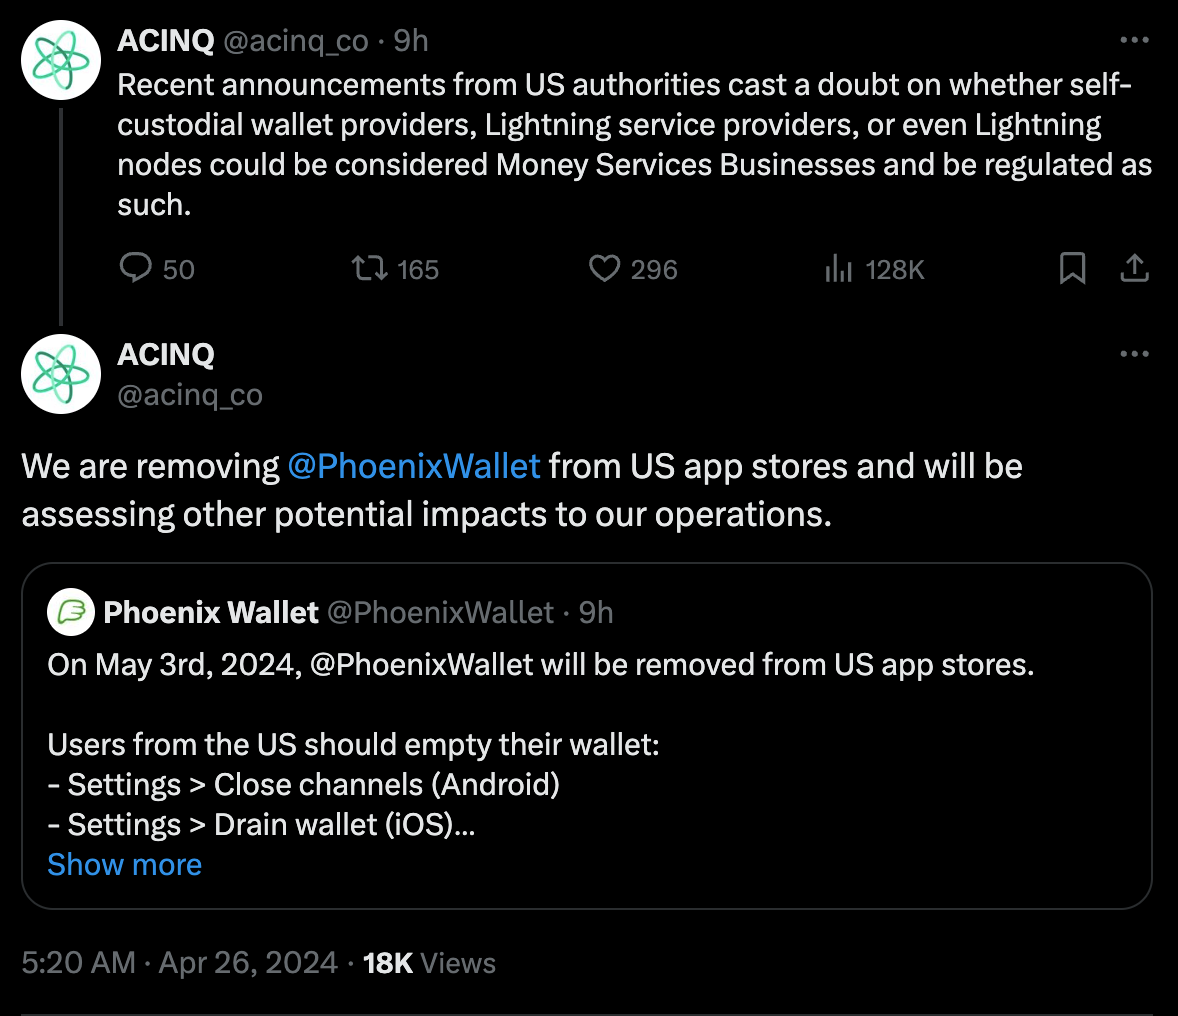 ACINQ @acinq_co · 9h
Recent announcements from US authorities cast a doubt on whether self-
custodial wallet providers, Lightning service providers, or even Lightning
nodes could be considered Money Services Businesses and be regulated as
such.
50 165 296 128K
ACINQ
@acinq_co
We are removing @PhoenixWallet from US app stores and will be
assessing other potential impacts to our operations.
Phoenix Wallet @PhoenixWallet · 9h
On May 3rd, 2024, @PhoenixWallet will be removed from US app stores.
Users from the US should empty their wallet:
- Settings > Close channels (Android)
- Settings > Drain wallet (iOS)...
Show more
5:20 AM · Apr 26, 2024 · 18K Views